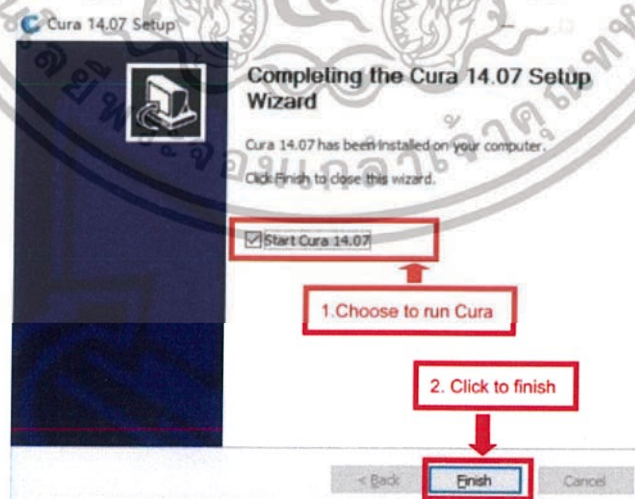 Cura 14.07 Setup
Completing the Cura 14.07 Setup
Wizard
Cura 14.07 has been installed on your computer.
Click Finish to close this wizard.
Start Cura 14.07
1.Choose to run Cura
2. Click to finish
< Back
Finish
Cancel